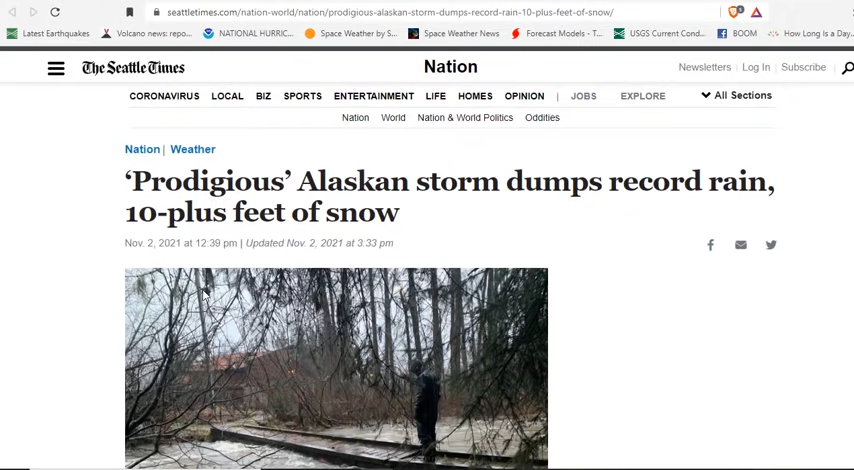 seattletimes.com/nation-world/nation/prodigious-alaskan-storm-dumps-record-rain-10-plus-feet-of-snow/
Latest Earthquakes Volcano news: repo... NATIONAL HURRIC... Space Weather by S... Space Weather News Forecast Models - T... USGS Current Cond... BOOM How Long Is a Day...
The Seattle Times Nation Newsletters | Log In | Subscribe
CORONAVIRUS LOCAL BIZ SPORTS ENTERTAINMENT LIFE HOMES OPINION | JOBS EXPLORE All Sections
Nation World Nation & World Politics Oddities
Nation | Weather
‘Prodigious’ Alaskan storm dumps record rain,
10-plus feet of snow
Nov. 2, 2021 at 12:39 pm | Updated Nov. 2, 2021 at 3:33 pm